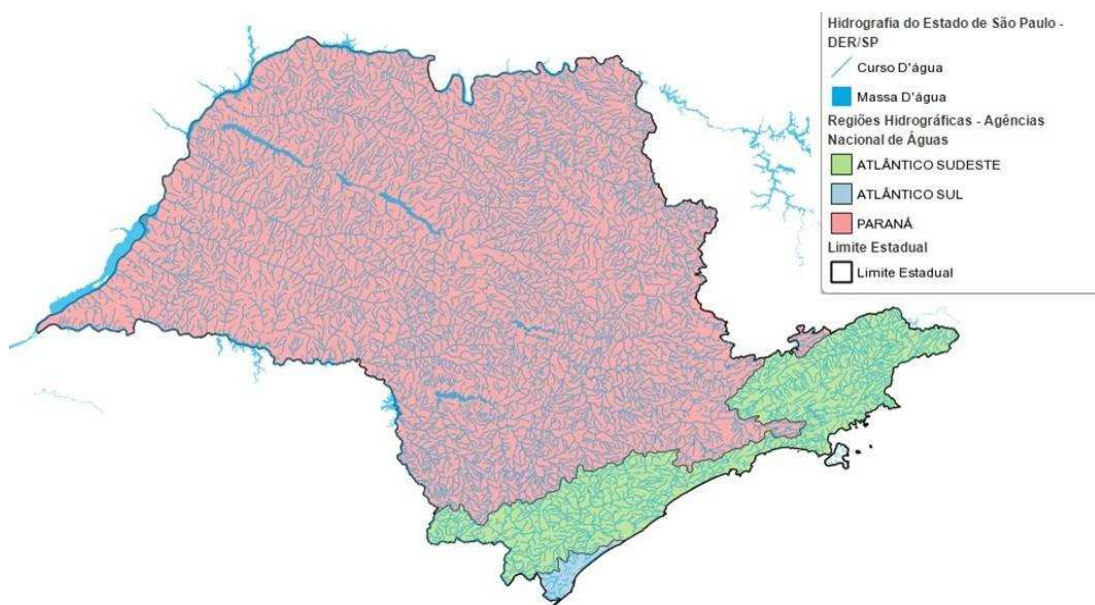 Hidrografia do Estado de São Paulo -
DER/SP
Curso D'água
Massa D'água
Regiões Hidrográficas - Agências
Nacional de Águas
ATLÂNTICO SUDESTE
ATLÂNTICO SUL
PARANÁ
Limite Estadual
Limite Estadual